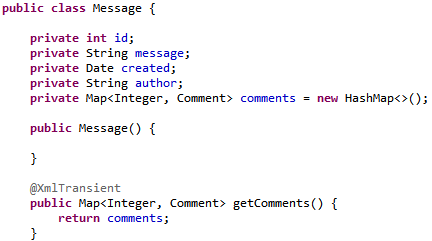 public class Message {
private int id;
private String message;
private Date created;
private String author;
private Map<Integer, Comment> comments = new HashMap<>();
public Message() {
}
@XmlTransient
public Map<Integer, Comment> getComments() {
return comments;
}